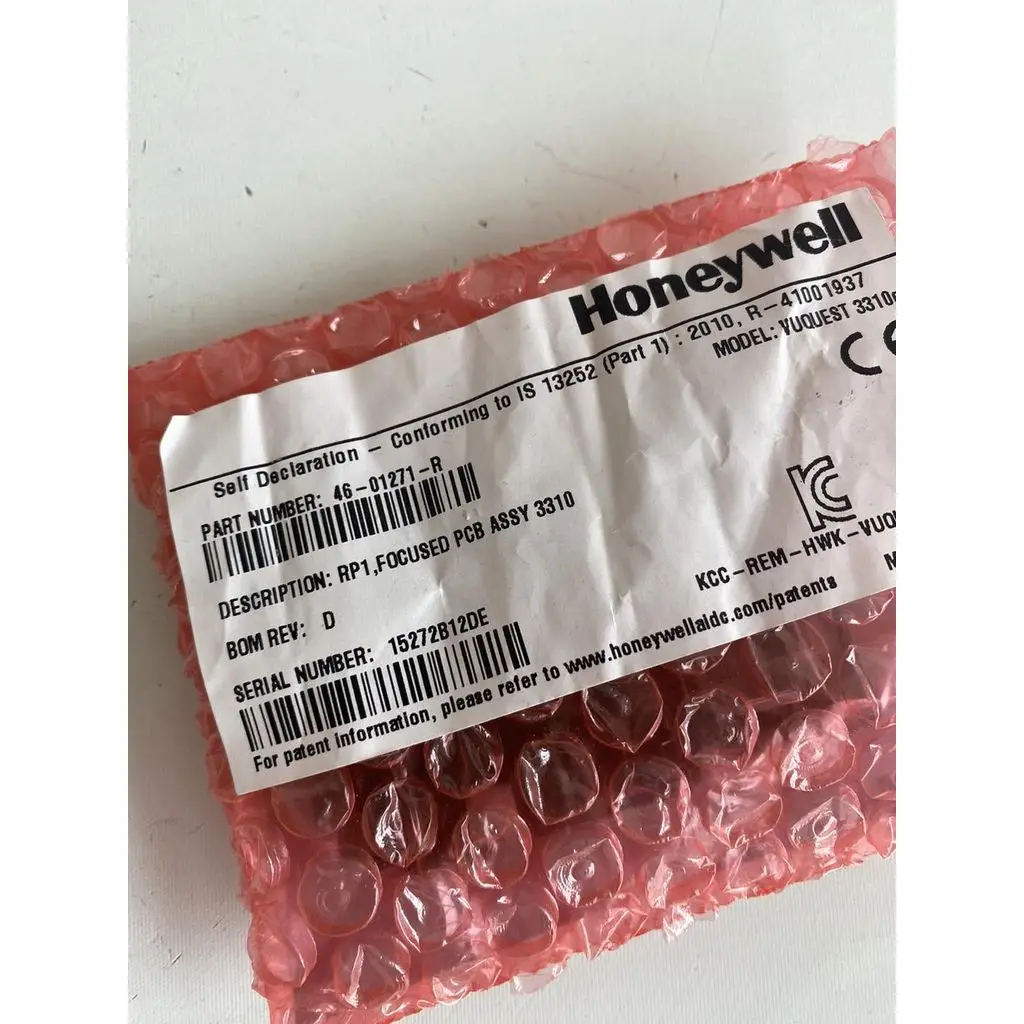 Honeywell
Self Declaration - Conforming to IS 13252 (Part 1) : 2010, R-41001937
MODEL: VUQUEST 3310
PART NUMBER: 46-01271-R
DESCRIPTION: RP1,FOCUSED PCB ASSY 3310
BOM REV: D
SERIAL NUMBER: 15272B12DE
KCC-REM-HWK-VUQU
For patent information, please refer to www.honeywellaidc.com/patents